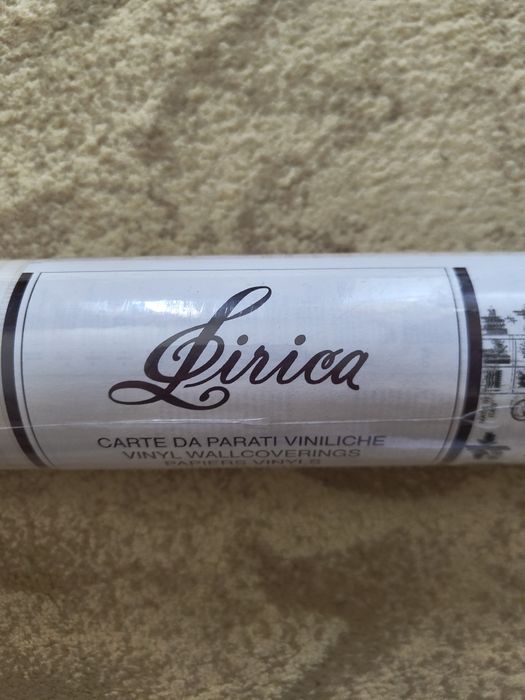 Lirica
CARTE DA PARATI VINILICHE
VINYL WALLCOVERINGS
PAPIERS VINYLS